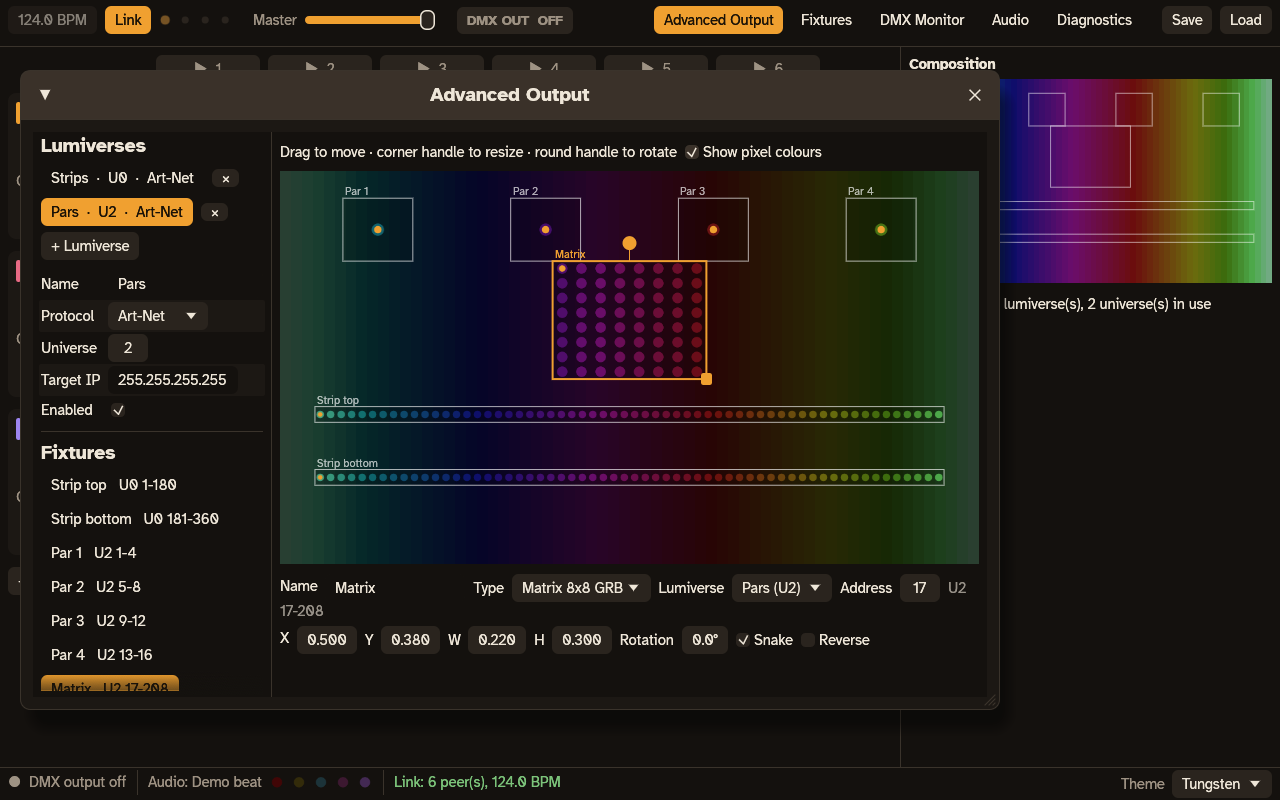 124.0 BPM Link Master DMX OUT OFF Advanced Output Fixtures DMX Monitor Audio Diagnostics Save Load
1 2 3 4 5 6
Composition
▼ Advanced Output ×
Lumiverses
Strips · U0 · Art-Net ×
Pars · U2 · Art-Net ×
+ Lumiverse
Name Pars
Protocol Art-Net
Universe 2
Target IP 255.255.255.255
Enabled
Fixtures
Strip top U0 1-180
Strip bottom U0 181-360
Par 1 U2 1-4
Par 2 U2 5-8
Par 3 U2 9-12
Par 4 U2 13-16
Matrix U2 17-208
Drag to move · corner handle to resize · round handle to rotate Show pixel colours
Par 1 Par 2 Par 3 Par 4
Matrix
Strip top
Strip bottom
Name Matrix Type Matrix 8x8 GRB Lumiverse Pars (U2) Address 17 U2
17-208
X 0.500 Y 0.380 W 0.220 H 0.300 Rotation 0.0° Snake Reverse
lumiverse(s), 2 universe(s) in use
DMX output off Audio: Demo beat Link: 6 peer(s), 124.0 BPM Theme Tungsten